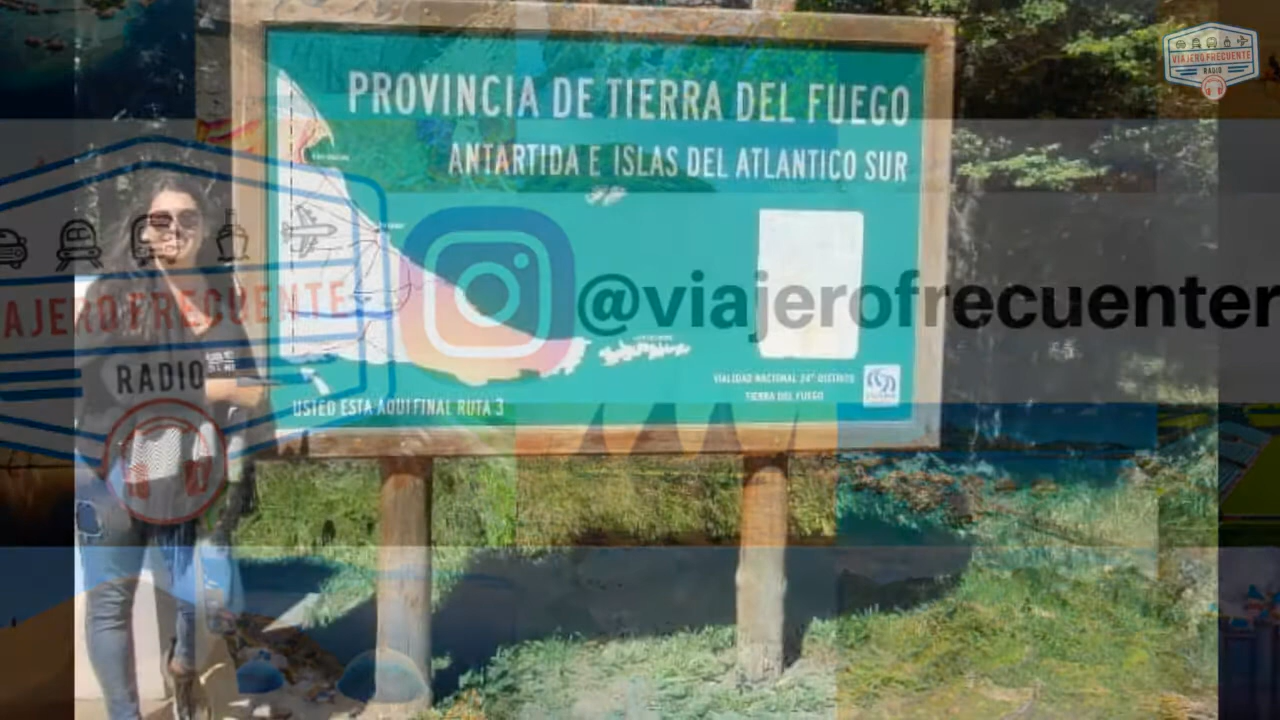 PROVINCIA DE TIERRA DEL FUEGO
ANTARTIDA E ISLAS DEL ATLANTICO SUR
VIAJERO FRECUENTE
RADIO
@viajerofrecuenter
AJERO FRECUENTE
RADIO
VIALIDAD NACIONAL 24° DISTRITO
TIERRA DEL FUEGO
USTED ESTA AQUI FINAL RUTA 3